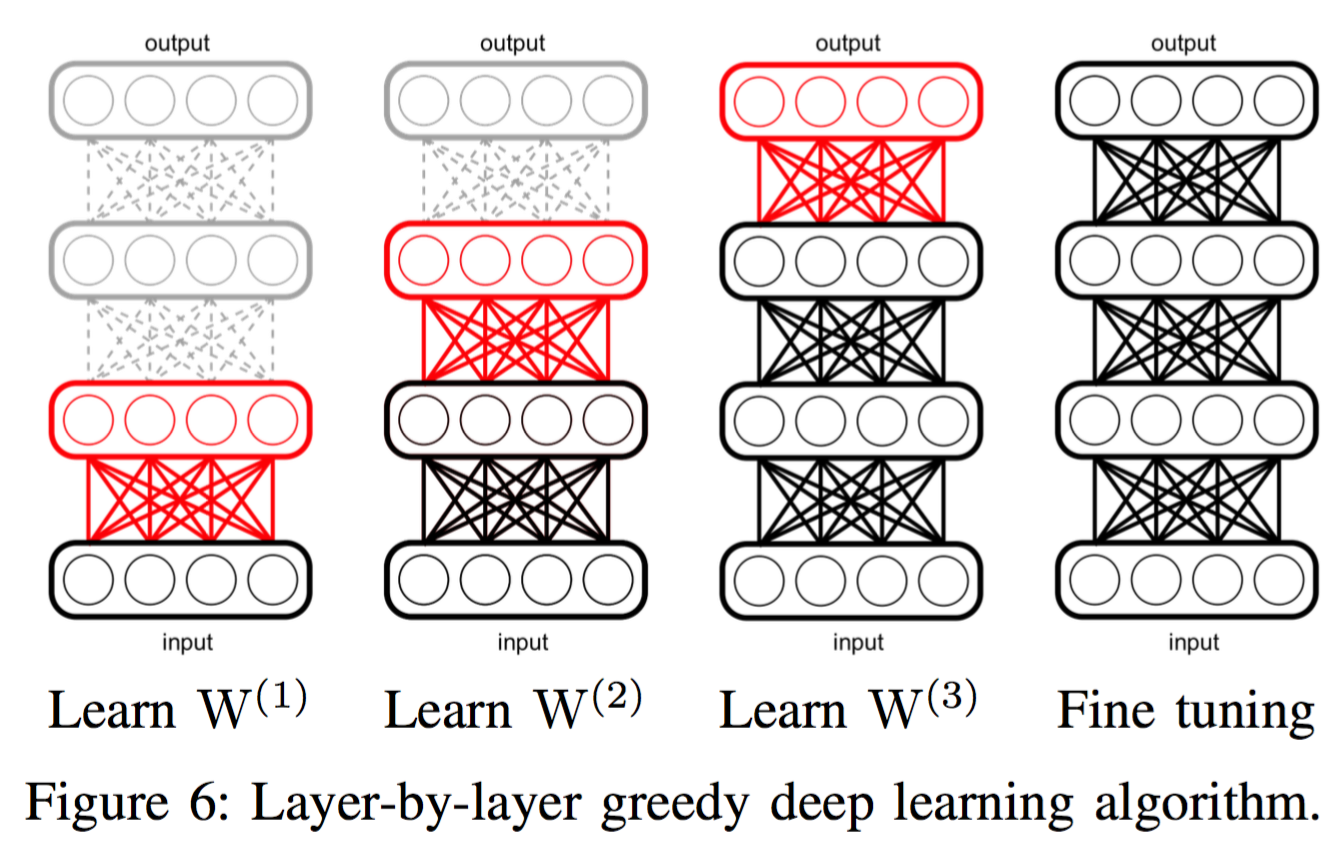 output output output output
input input input input
Learn W⁽¹⁾ Learn W⁽²⁾ Learn W⁽³⁾ Fine tuning
Figure 6: Layer-by-layer greedy deep learning algorithm.